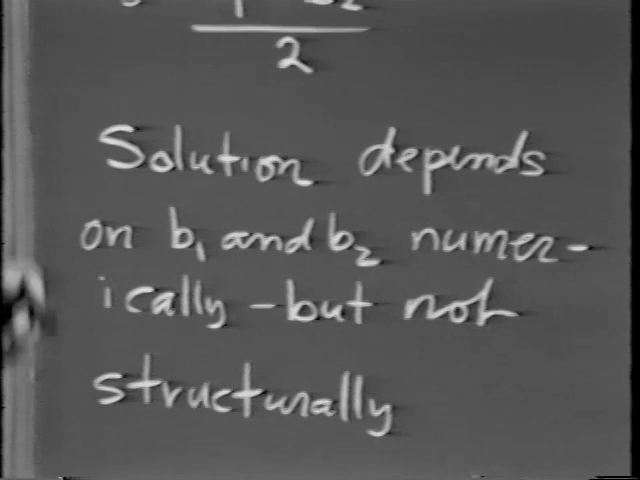 2
Solution depends
on b₁ and b₂ numer-
ically - but not
structurally